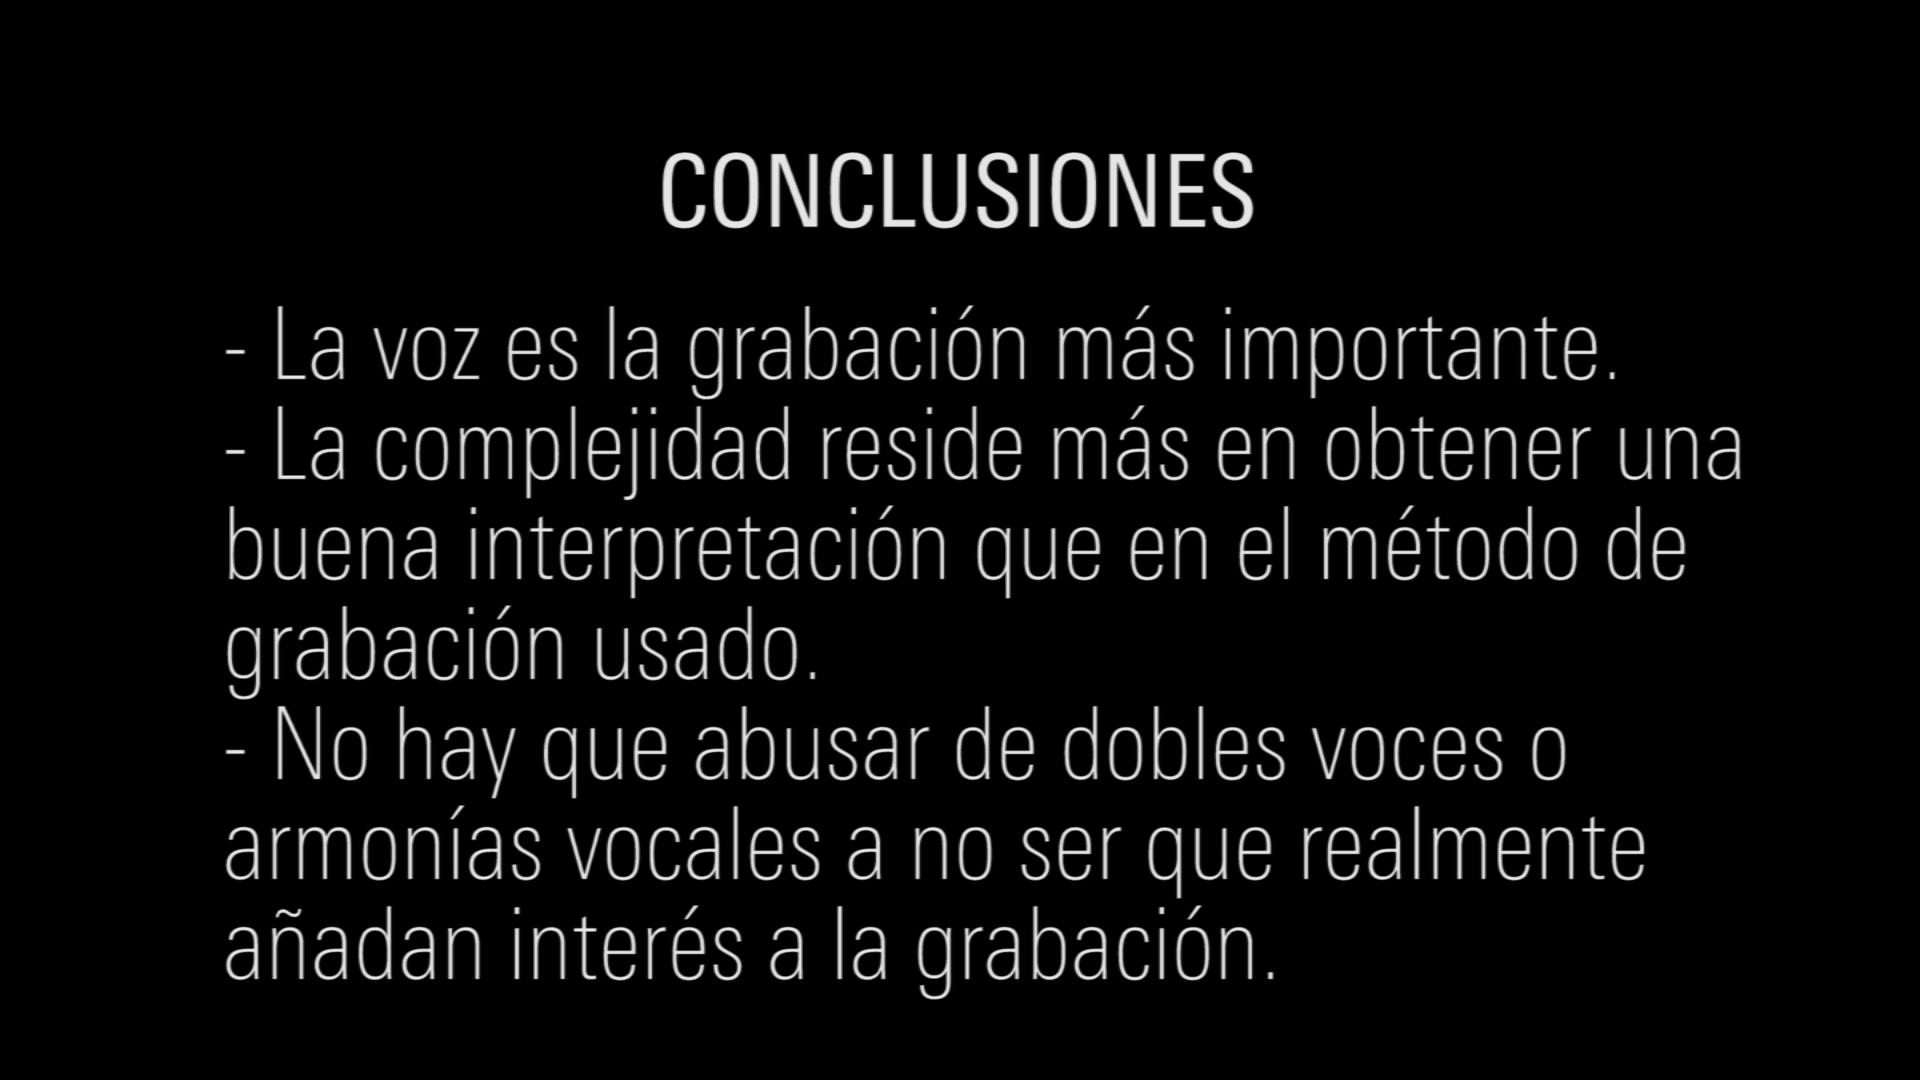 CONCLUSIONES
- La voz es la grabación más importante.
- La complejidad reside más en obtener una
buena interpretación que en el método de
grabación usado.
- No hay que abusar de dobles voces o
armonías vocales a no ser que realmente
añadan interés a la grabación.